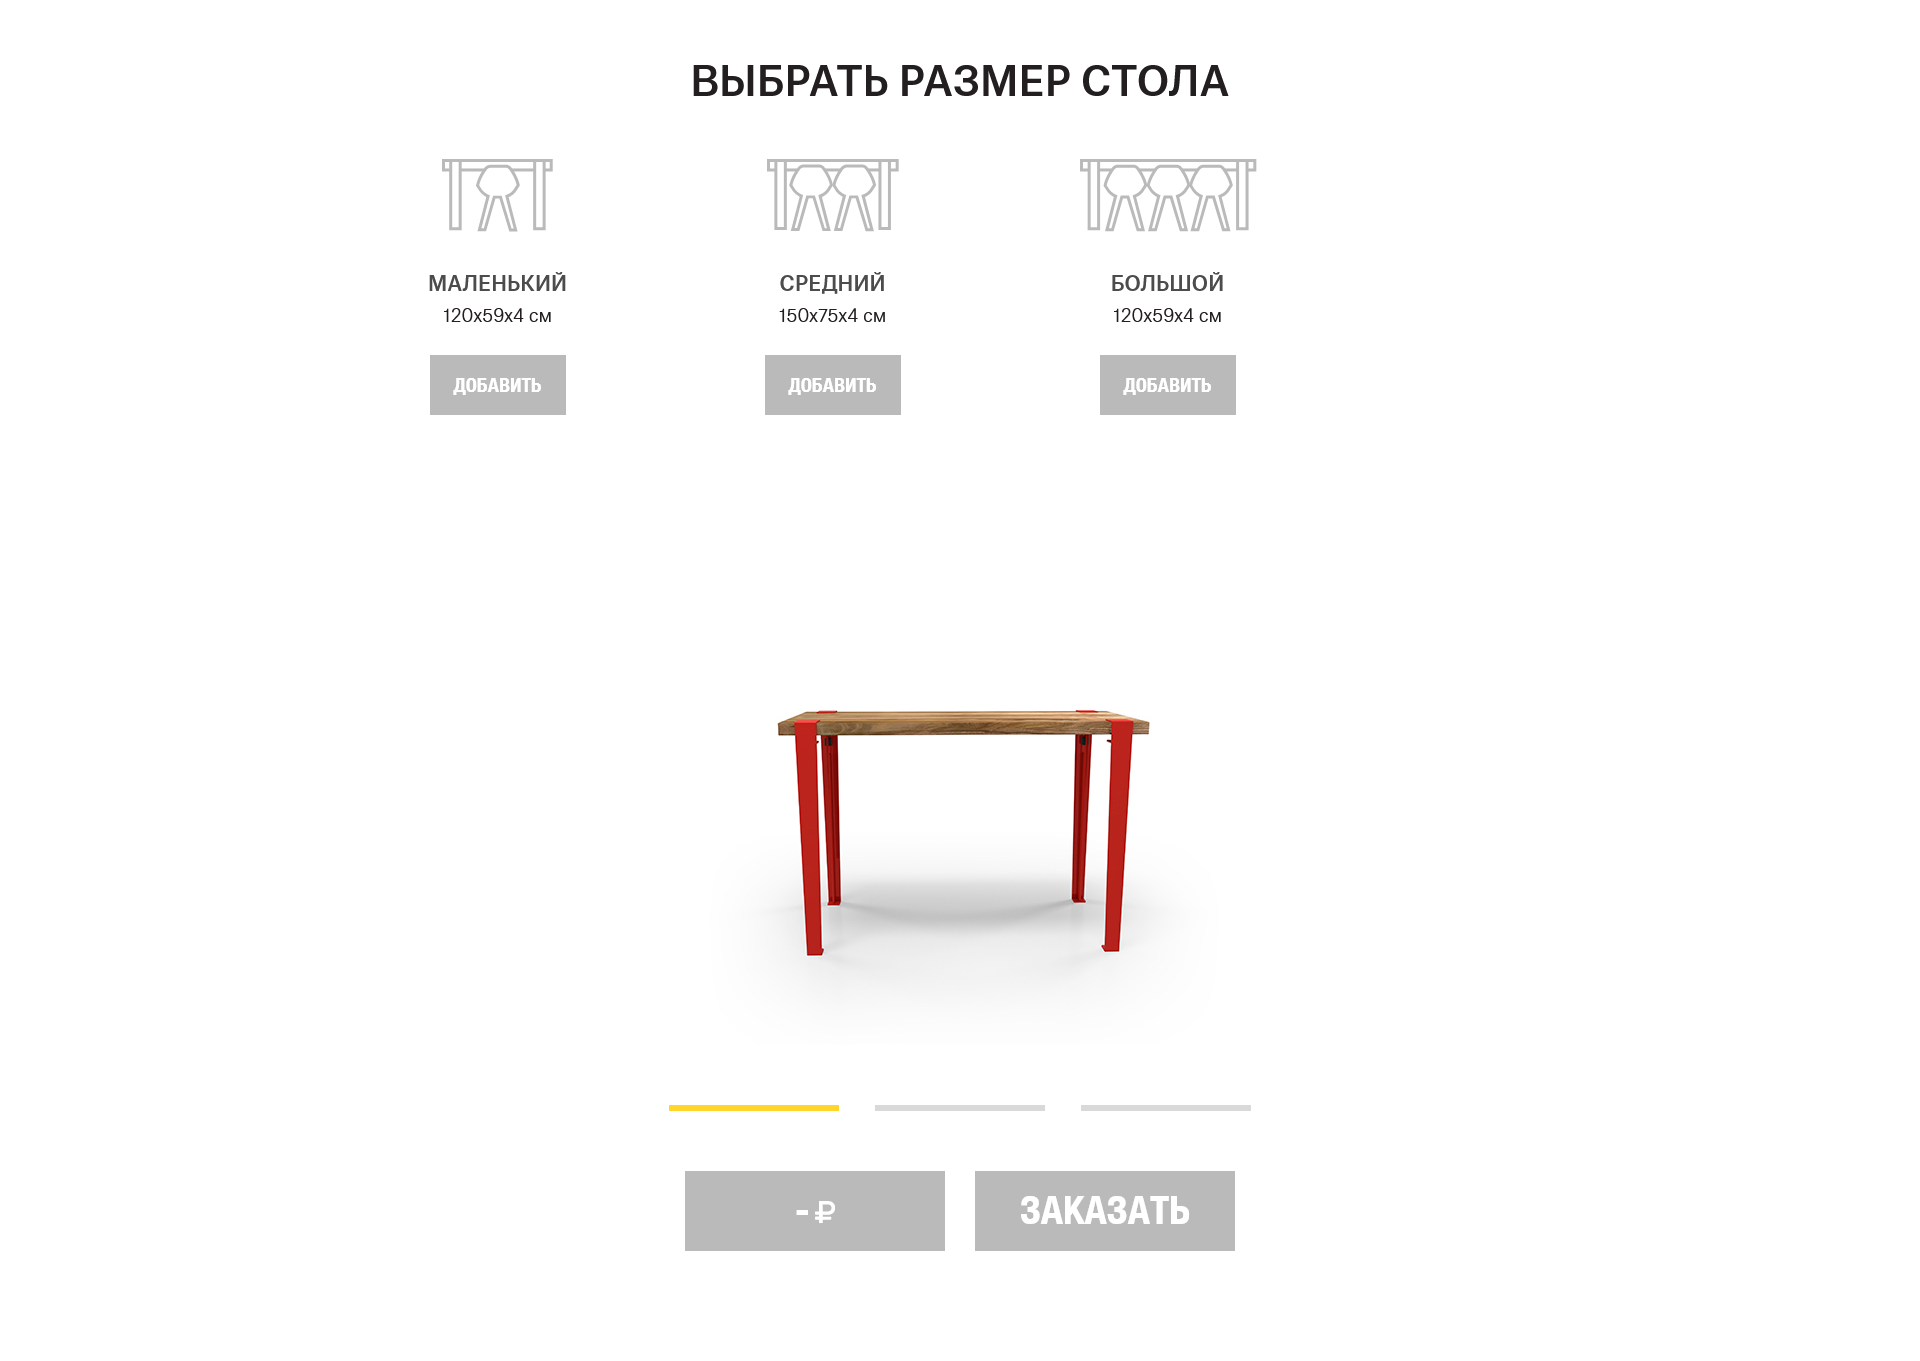 ВЫБРАТЬ РАЗМЕР СТОЛА
МАЛЕНЬКИЙ
120x59x4 см
ДОБАВИТЬ
СРЕДНИЙ
150x75x4 см
ДОБАВИТЬ
БОЛЬШОЙ
120x59x4 см
ДОБАВИТЬ
- ₽
ЗАКАЗАТЬ